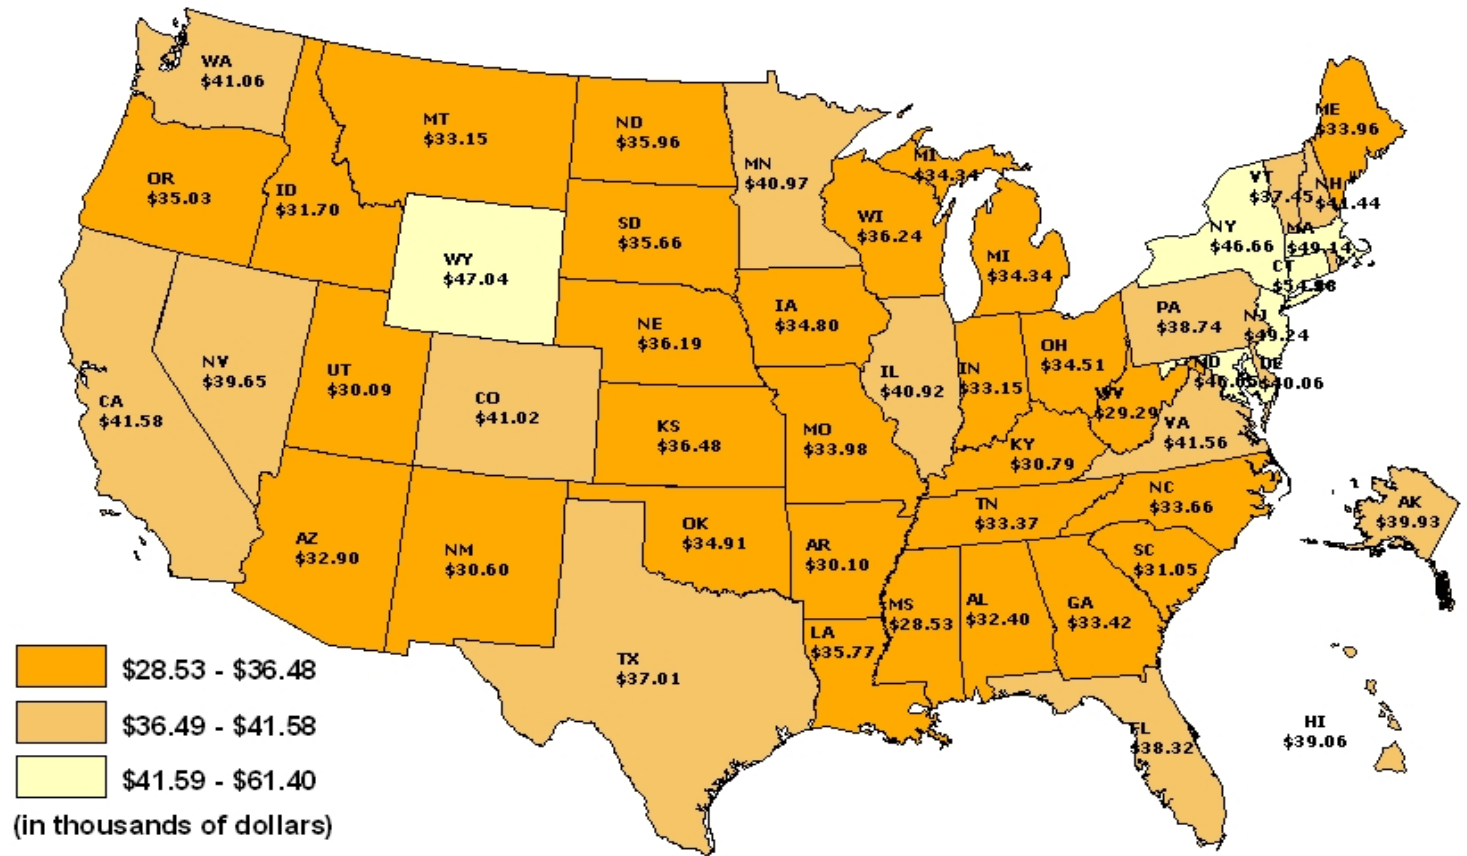 WA
$41.06
MT
$33.15
ND
$35.96
MN
$40.97
MI
$34.34
ME
$33.96
OR
$35.03
ID
$31.70
SD
$35.66
WI
$36.24
VT
$37.45
NH
$41.44
WY
$47.04
NY
$46.66
MA
$49.14
MI
$34.34
CT
IA
$34.80
PA
$38.74
NJ
$49.24
NE
$36.19
OH
$34.51
NV
$39.65
UT
$30.09
IL
$40.92
IN
$33.15
MD
DE
$40.06
CA
$41.58
CO
$41.02
WV
$29.29
KS
$36.48
MO
$33.98
VA
$41.56
KY
$30.79
NC
$33.66
TN
$33.37
AK
$39.93
AZ
$32.90
NM
$30.60
OK
$34.91
AR
$30.10
SC
$31.05
MS
$28.53
AL
$32.40
GA
$33.42
LA
$35.77
TX
$37.01
FL
$38.32
HI
$39.06
$28.53 - $36.48
$36.49 - $41.58
$41.59 - $61.40
(in thousands of dollars)